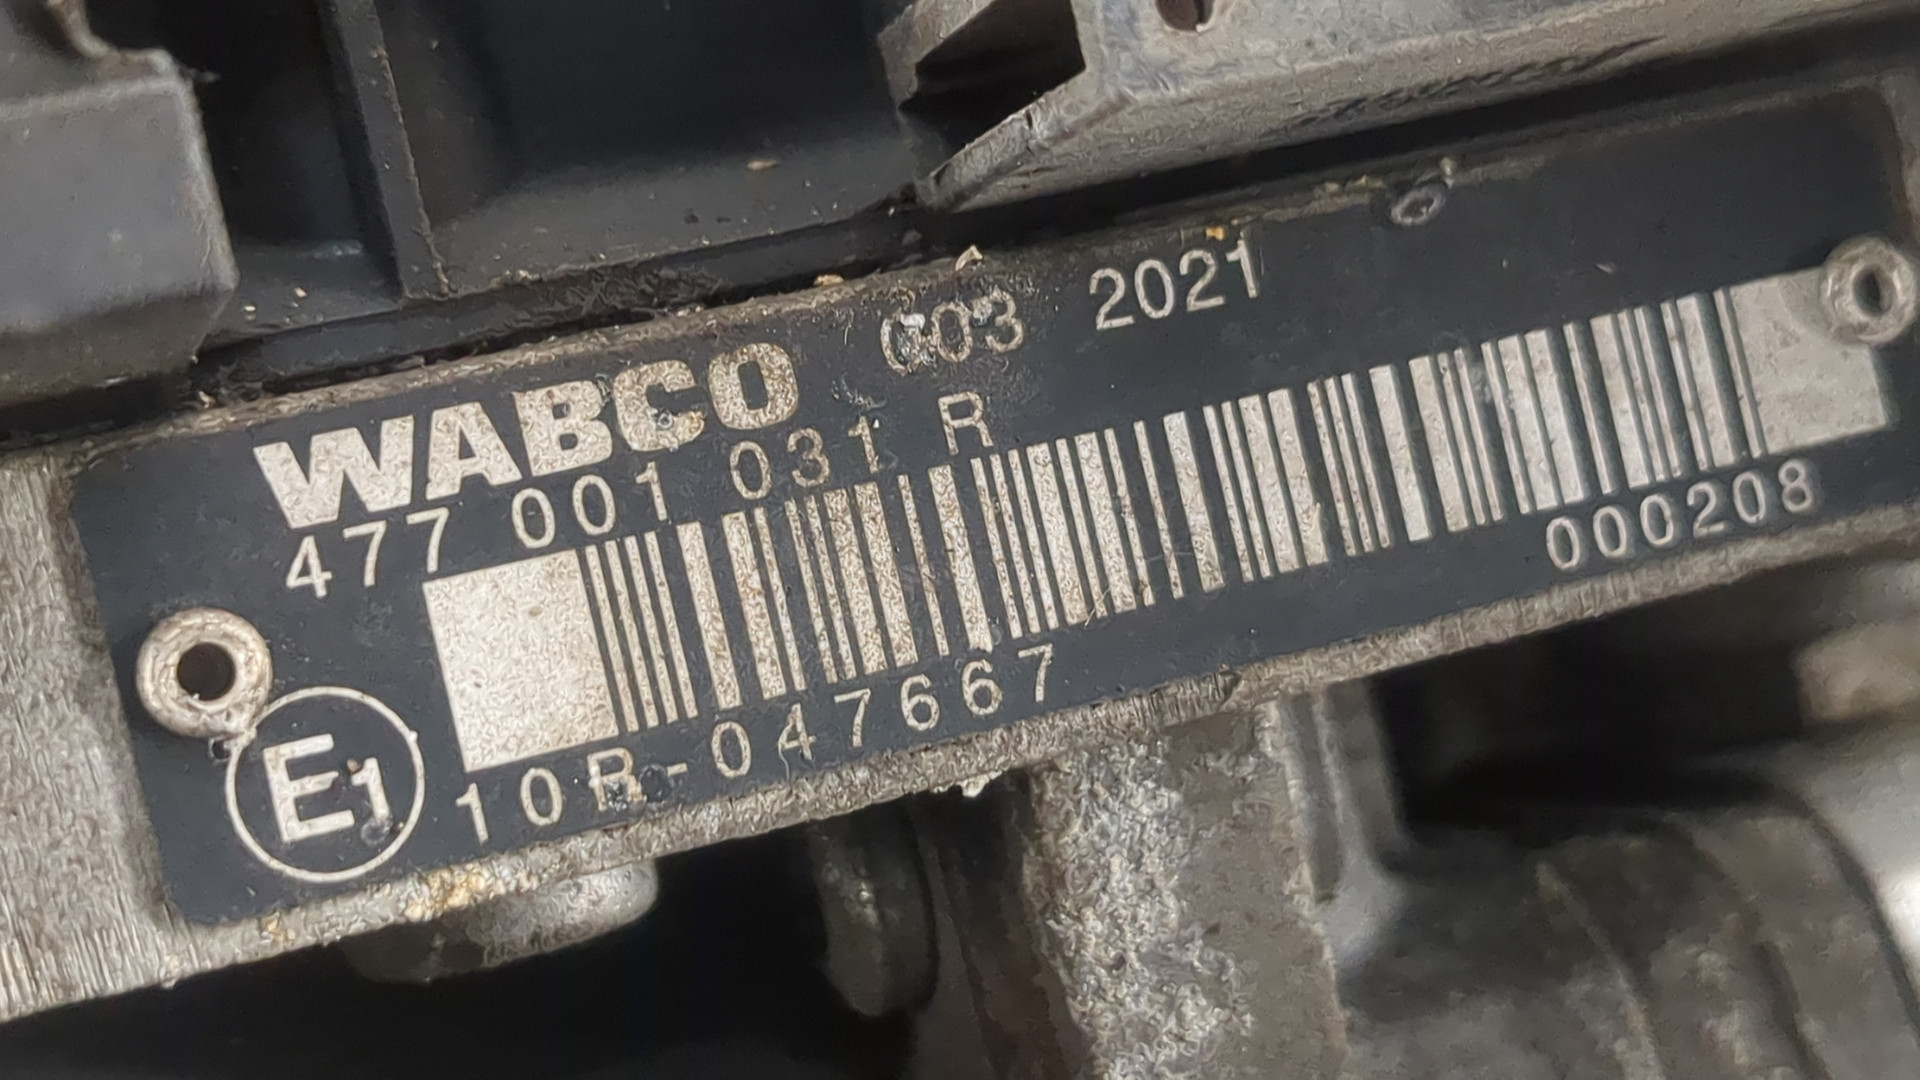 WABCO 003 2021
477 001 031 R
000208
10R-047667
E1